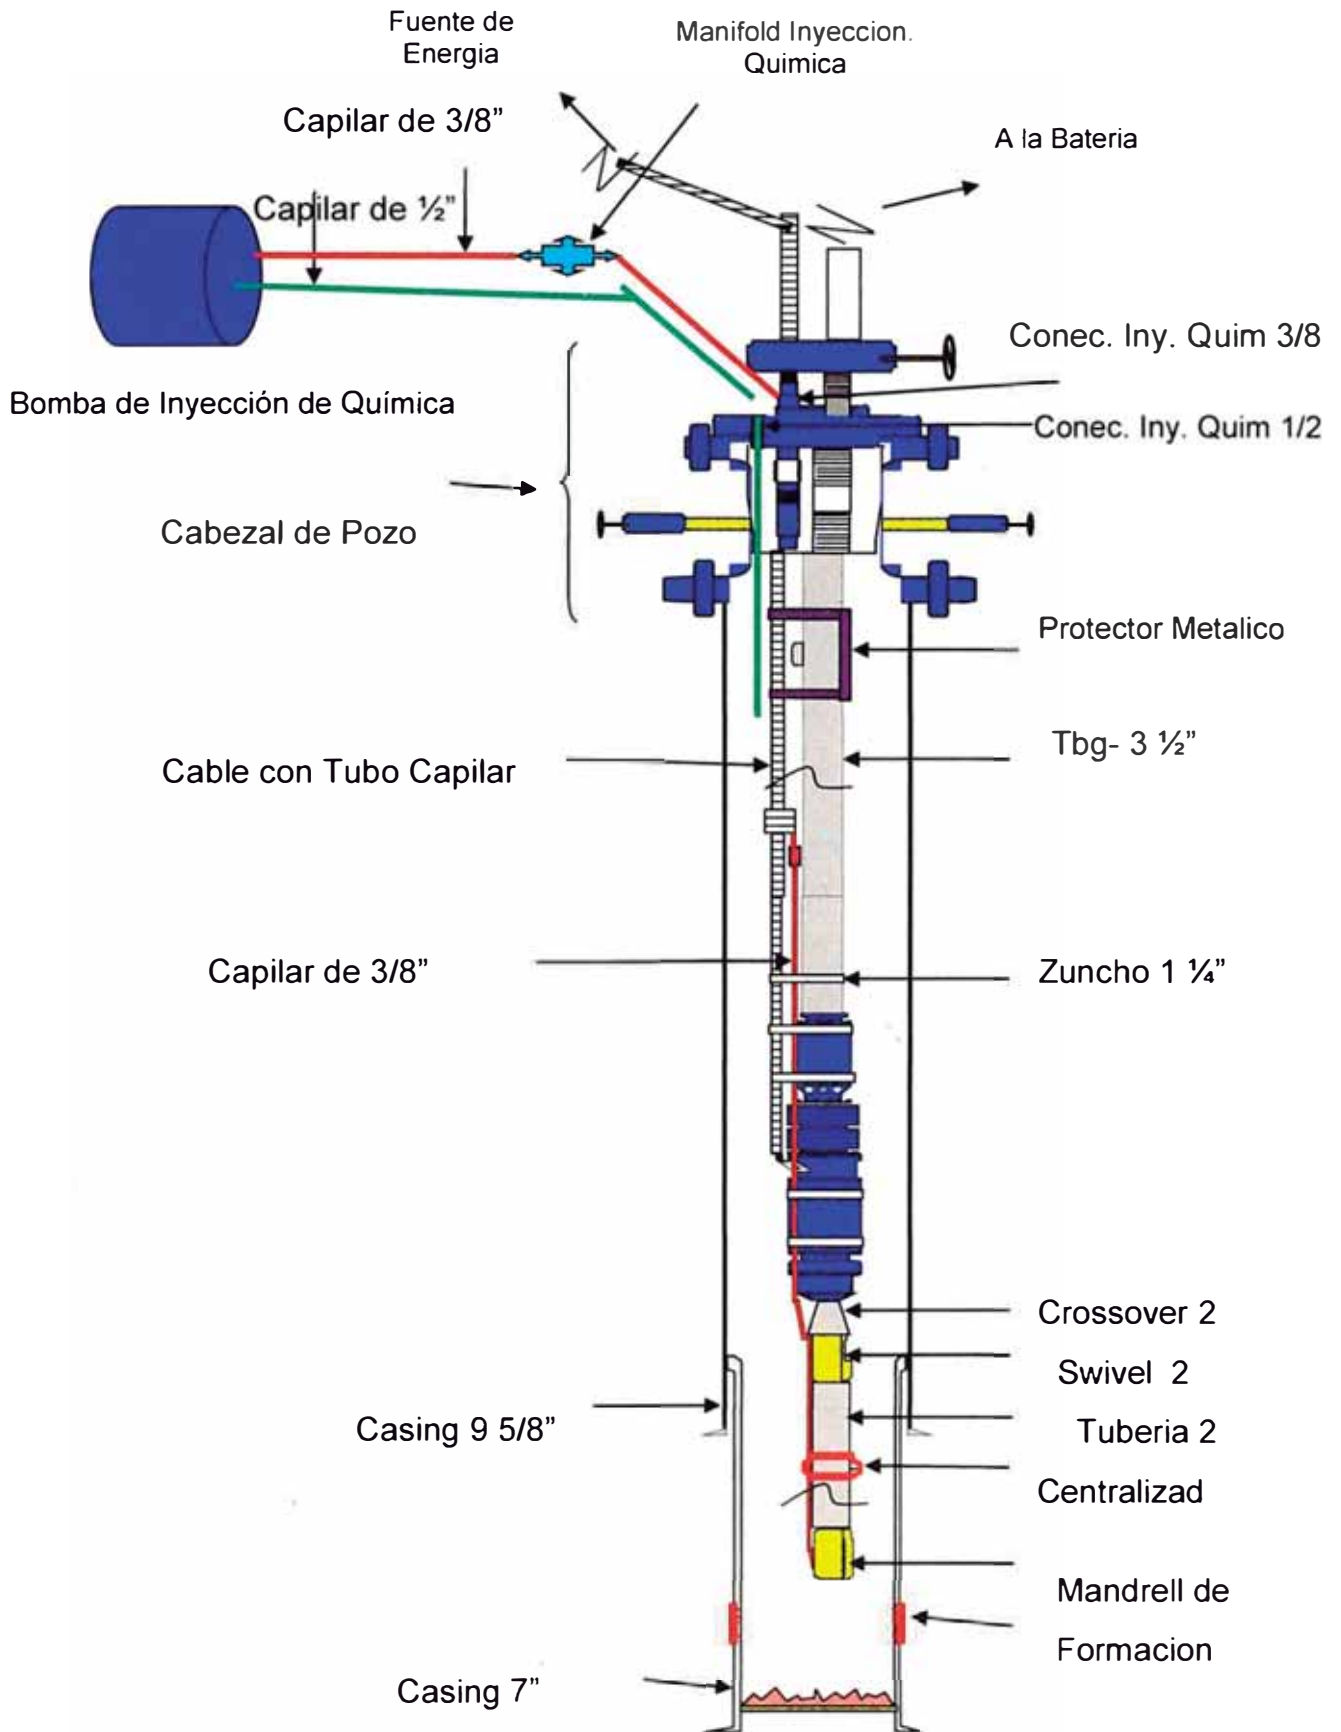 Fuente de
Energia
Manifold Inyeccion.
Quimica
Capilar de 3/8”
A la Bateria
Capilar de ½”
Conec. Iny. Quim 3/8
Bomba de Inyección de Química
Conec. Iny. Quim 1/2
Cabezal de Pozo
Protector Metalico
Tbg- 3 ½”
Cable con Tubo Capilar
Capilar de 3/8”
Zuncho 1 ¼”
Crossover 2
Swivel 2
Casing 9 5/8”
Tuberia 2
Centralizad
Mandrell de
Formacion
Casing 7”